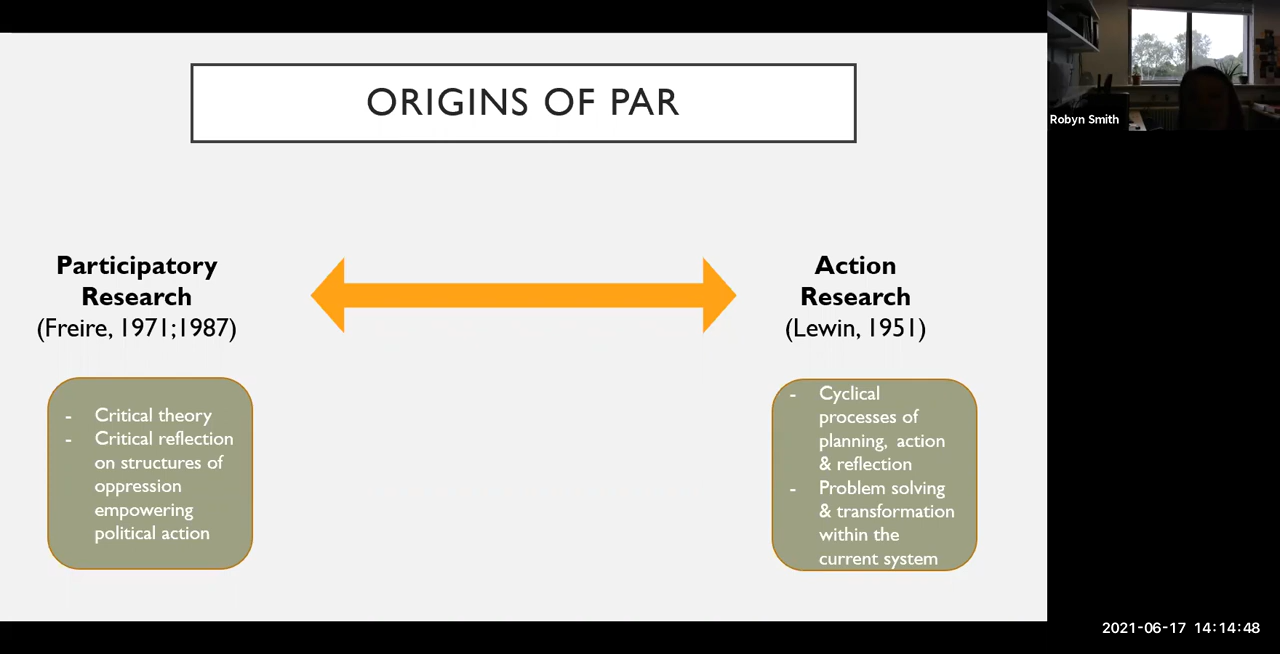 ORIGINS OF PAR
Robyn Smith
Participatory
Research
(Freire, 1971;1987)
- Critical theory
- Critical reflection
on structures of
oppression
empowering
political action
Action
Research
(Lewin, 1951)
- Cyclical
processes of
planning, action
& reflection
- Problem solving
& transformation
within the
current system
2021-06-17 14:14:48